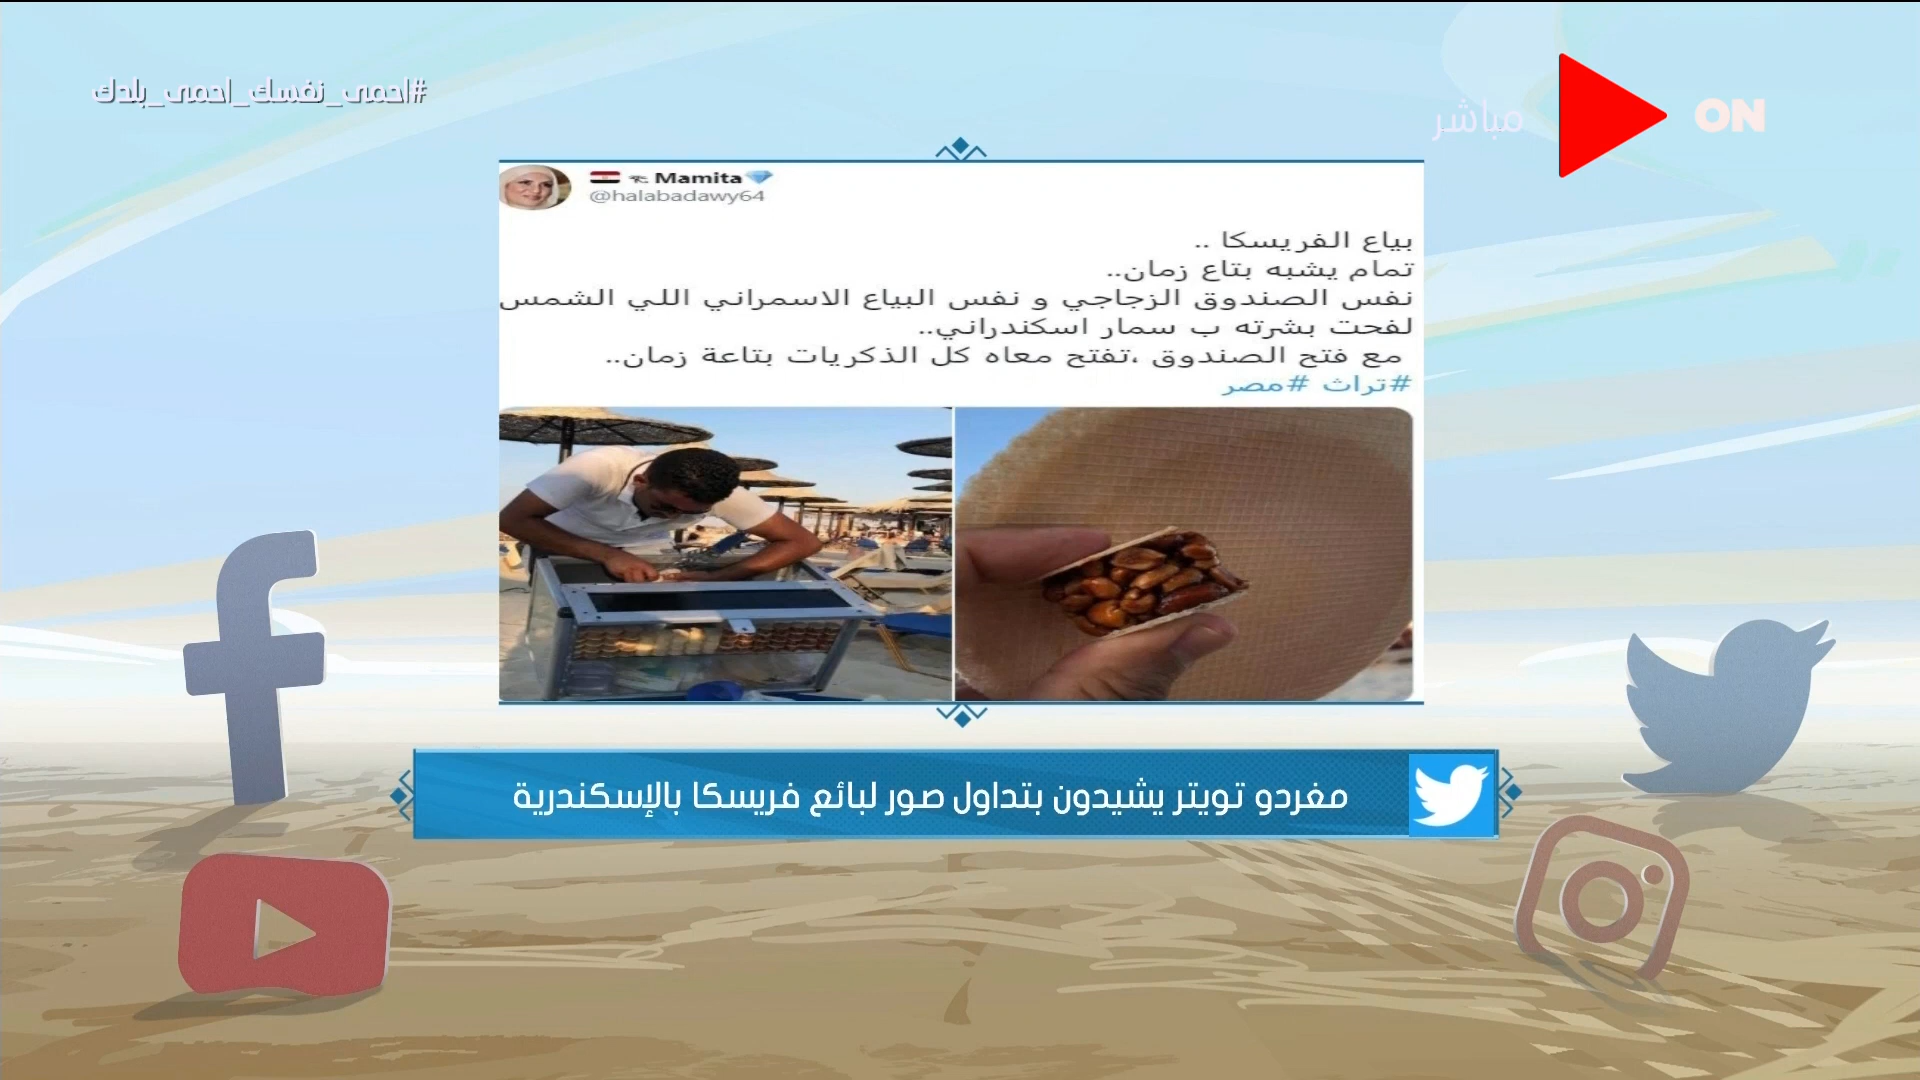 #احمى_نفسك_احمى_بلدك
مباشر
ON
Mamita
@halabadawy64
بياع الفريسكا ..
تمام يشبه بتاع زمان..
نفس الصندوق الزجاجي و نفس البياع الاسمراني اللي الشمس
لفحت بشرته ب سمار اسكندراني..
مع فتح الصندوق ،تفتح معاه كل الذكريات بتاعة زمان..
#تراث #مصر
مغردو تويتر يشيدون بتداول صور لبائع فريسكا بالإسكندرية